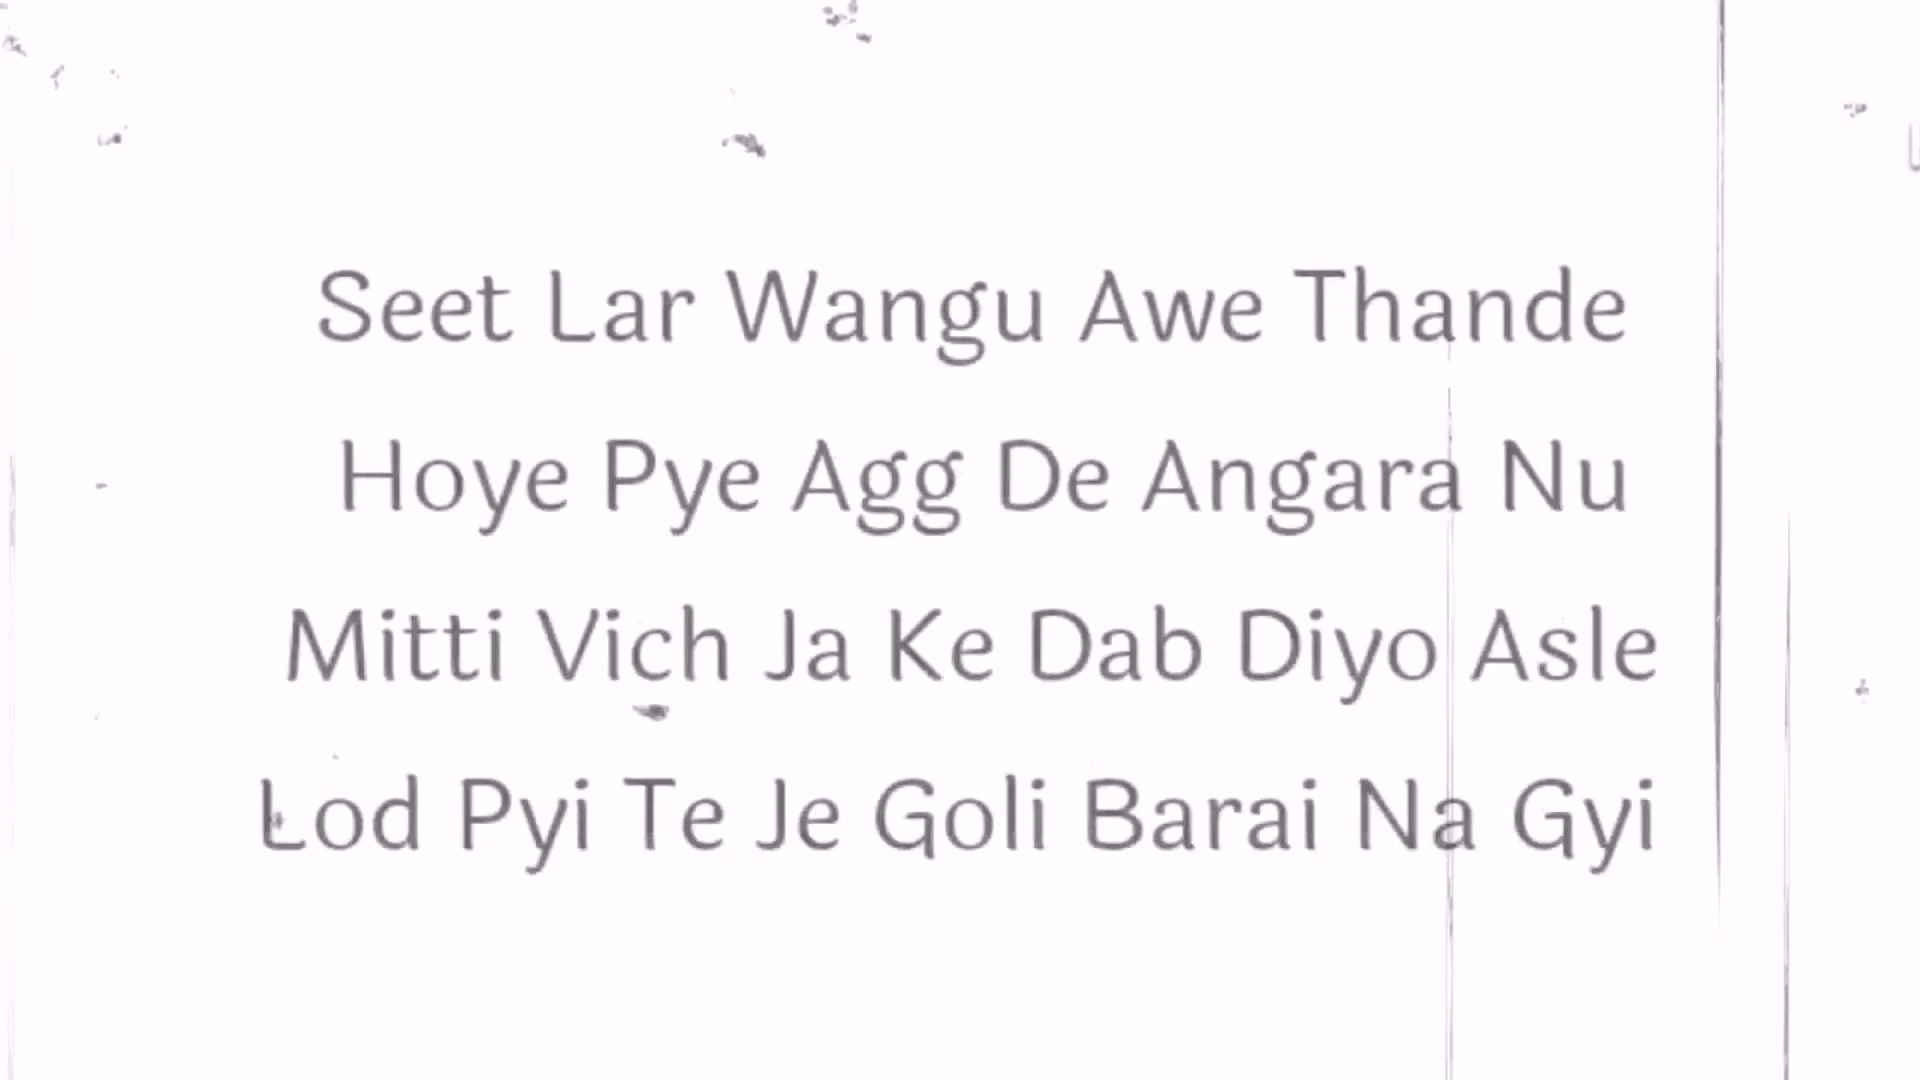 Seet Lar Wangu Awe Thande
Hoye Pye Agg De Angara Nu
Mitti Vich Ja Ke Dab Diyo Asle
Lod Pyi Te Je Goli Barai Na Gyi